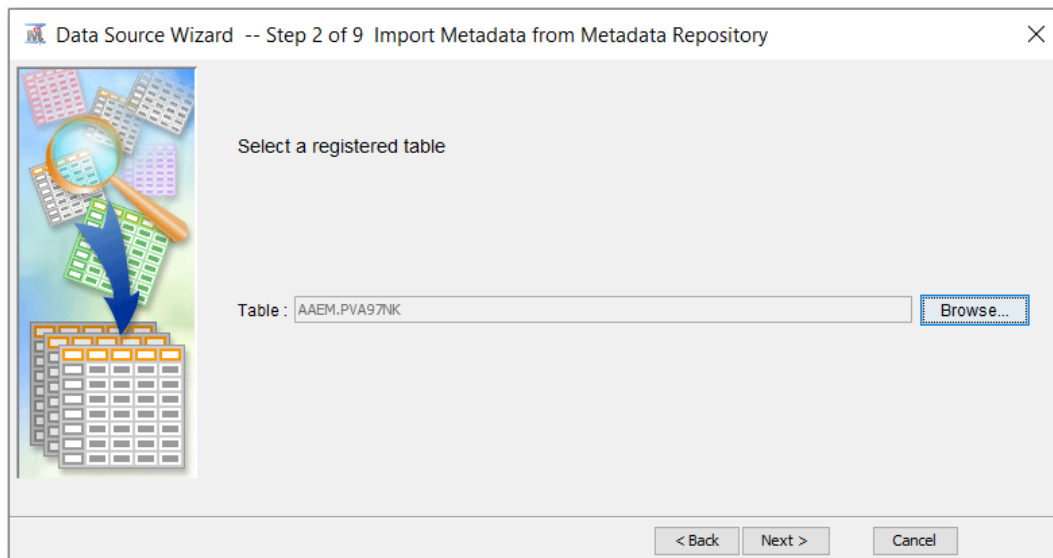 Data Source Wizard -- Step 2 of 9 Import Metadata from Metadata Repository
Select a registered table
Table : AAEM.PVA97NK Browse...
< Back Next > Cancel